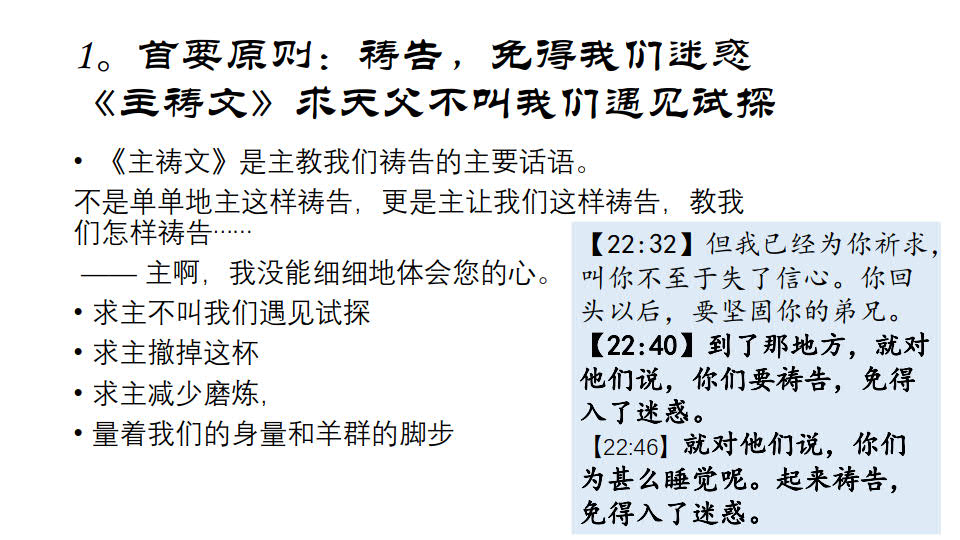 1。首要原则：祷告，免得我们迷惑
《主祷文》求天父不叫我们遇见试探
• 《主祷文》是主教我们祷告的主要话语。
不是单单地主这样祷告，更是主让我们这样祷告，教我
们怎样祷告……
—— 主啊，我没能细细地体会您的心。
• 求主不叫我们遇见试探
• 求主撤掉这杯
• 求主减少磨炼，
• 量着我们的身量和羊群的脚步
【22:32】但我已经为你祈求，
叫你不至于失了信心。你回
头以后，要坚固你的弟兄。
【22:40】到了那地方，就对
他们说，你们要祷告，免得
入了迷惑。
【22:46】就对他们说，你们
为甚么睡觉呢。起来祷告，
免得入了迷惑。